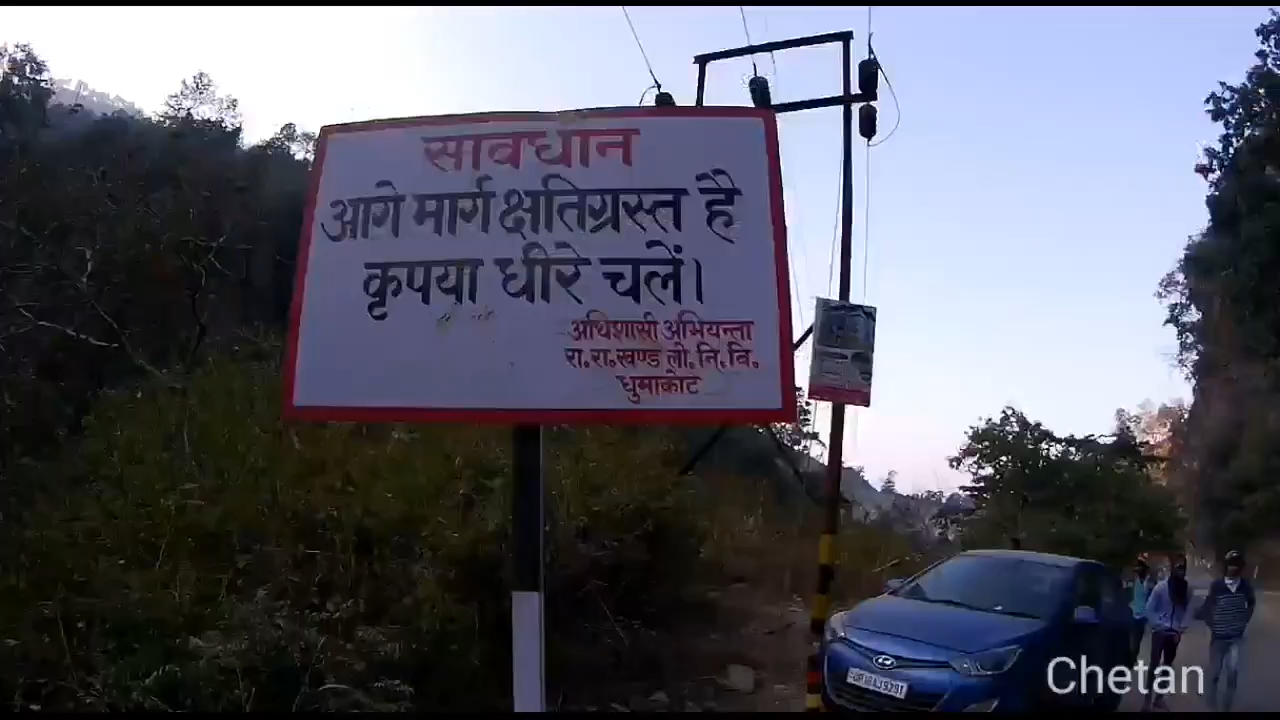 सावधान
आगे मार्ग क्षतिग्रस्त है
कृपया धीरे चलें।
अधिशासी अभियन्ता
रा.रा.खण्ड लो.नि.वि.
धुमाकोट
Chetan